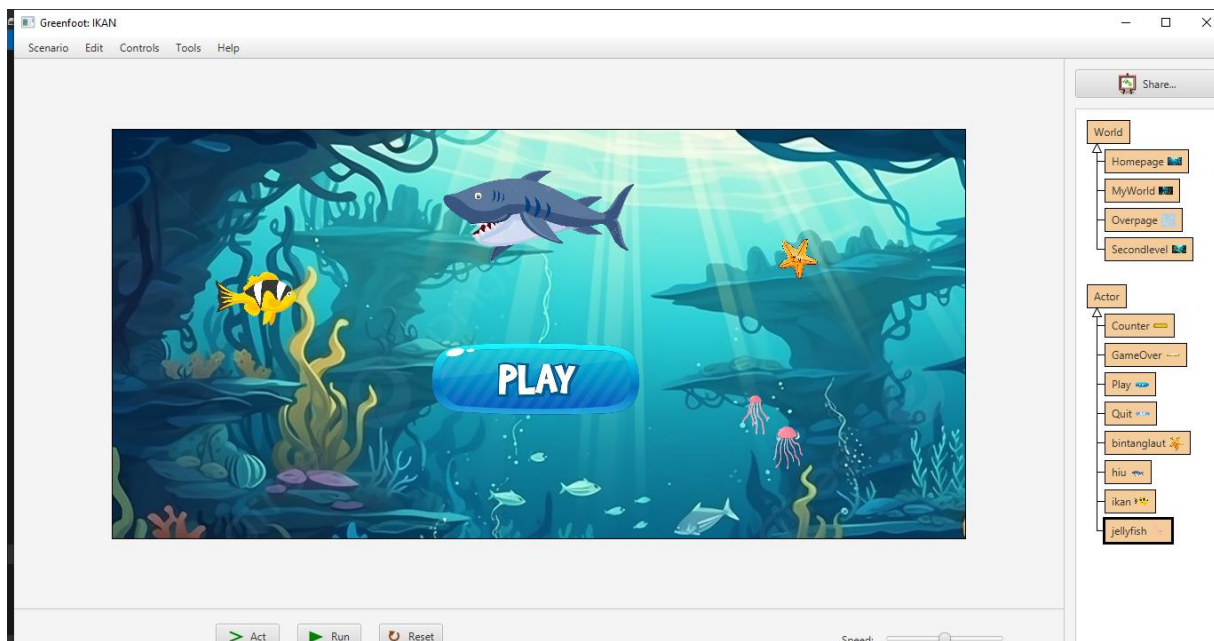 Greenfoot: IKAN
Scenario Edit Controls Tools Help
Share...
World
Homepage
MyWorld
Overpage
Secondlevel
Actor
Counter
GameOver
Play
Quit
bintanglaut
hiu
ikan
jellyfish
PLAY
Act Run Reset Speed: